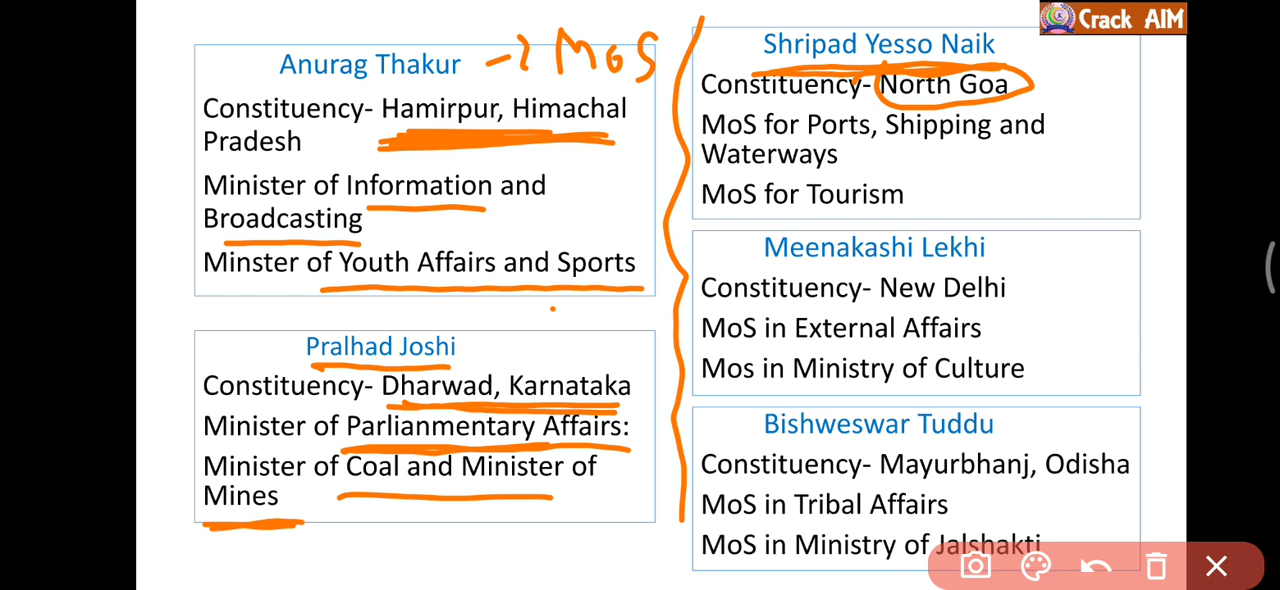 Crack AIM
Anurag Thakur - 2 MoS
Constituency- Hamirpur, Himachal
Pradesh
Minister of Information and
Broadcasting
Minster of Youth Affairs and Sports
Pralhad Joshi
Constituency- Dharwad, Karnataka
Minister of Parlianmentary Affairs:
Minister of Coal and Minister of
Mines
Shripad Yesso Naik
Constituency- North Goa
MoS for Ports, Shipping and
Waterways
MoS for Tourism
Meenakashi Lekhi
Constituency- New Delhi
MoS in External Affairs
Mos in Ministry of Culture
Bishweswar Tuddu
Constituency- Mayurbhanj, Odisha
MoS in Tribal Affairs
MoS in Ministry of Jalshakti